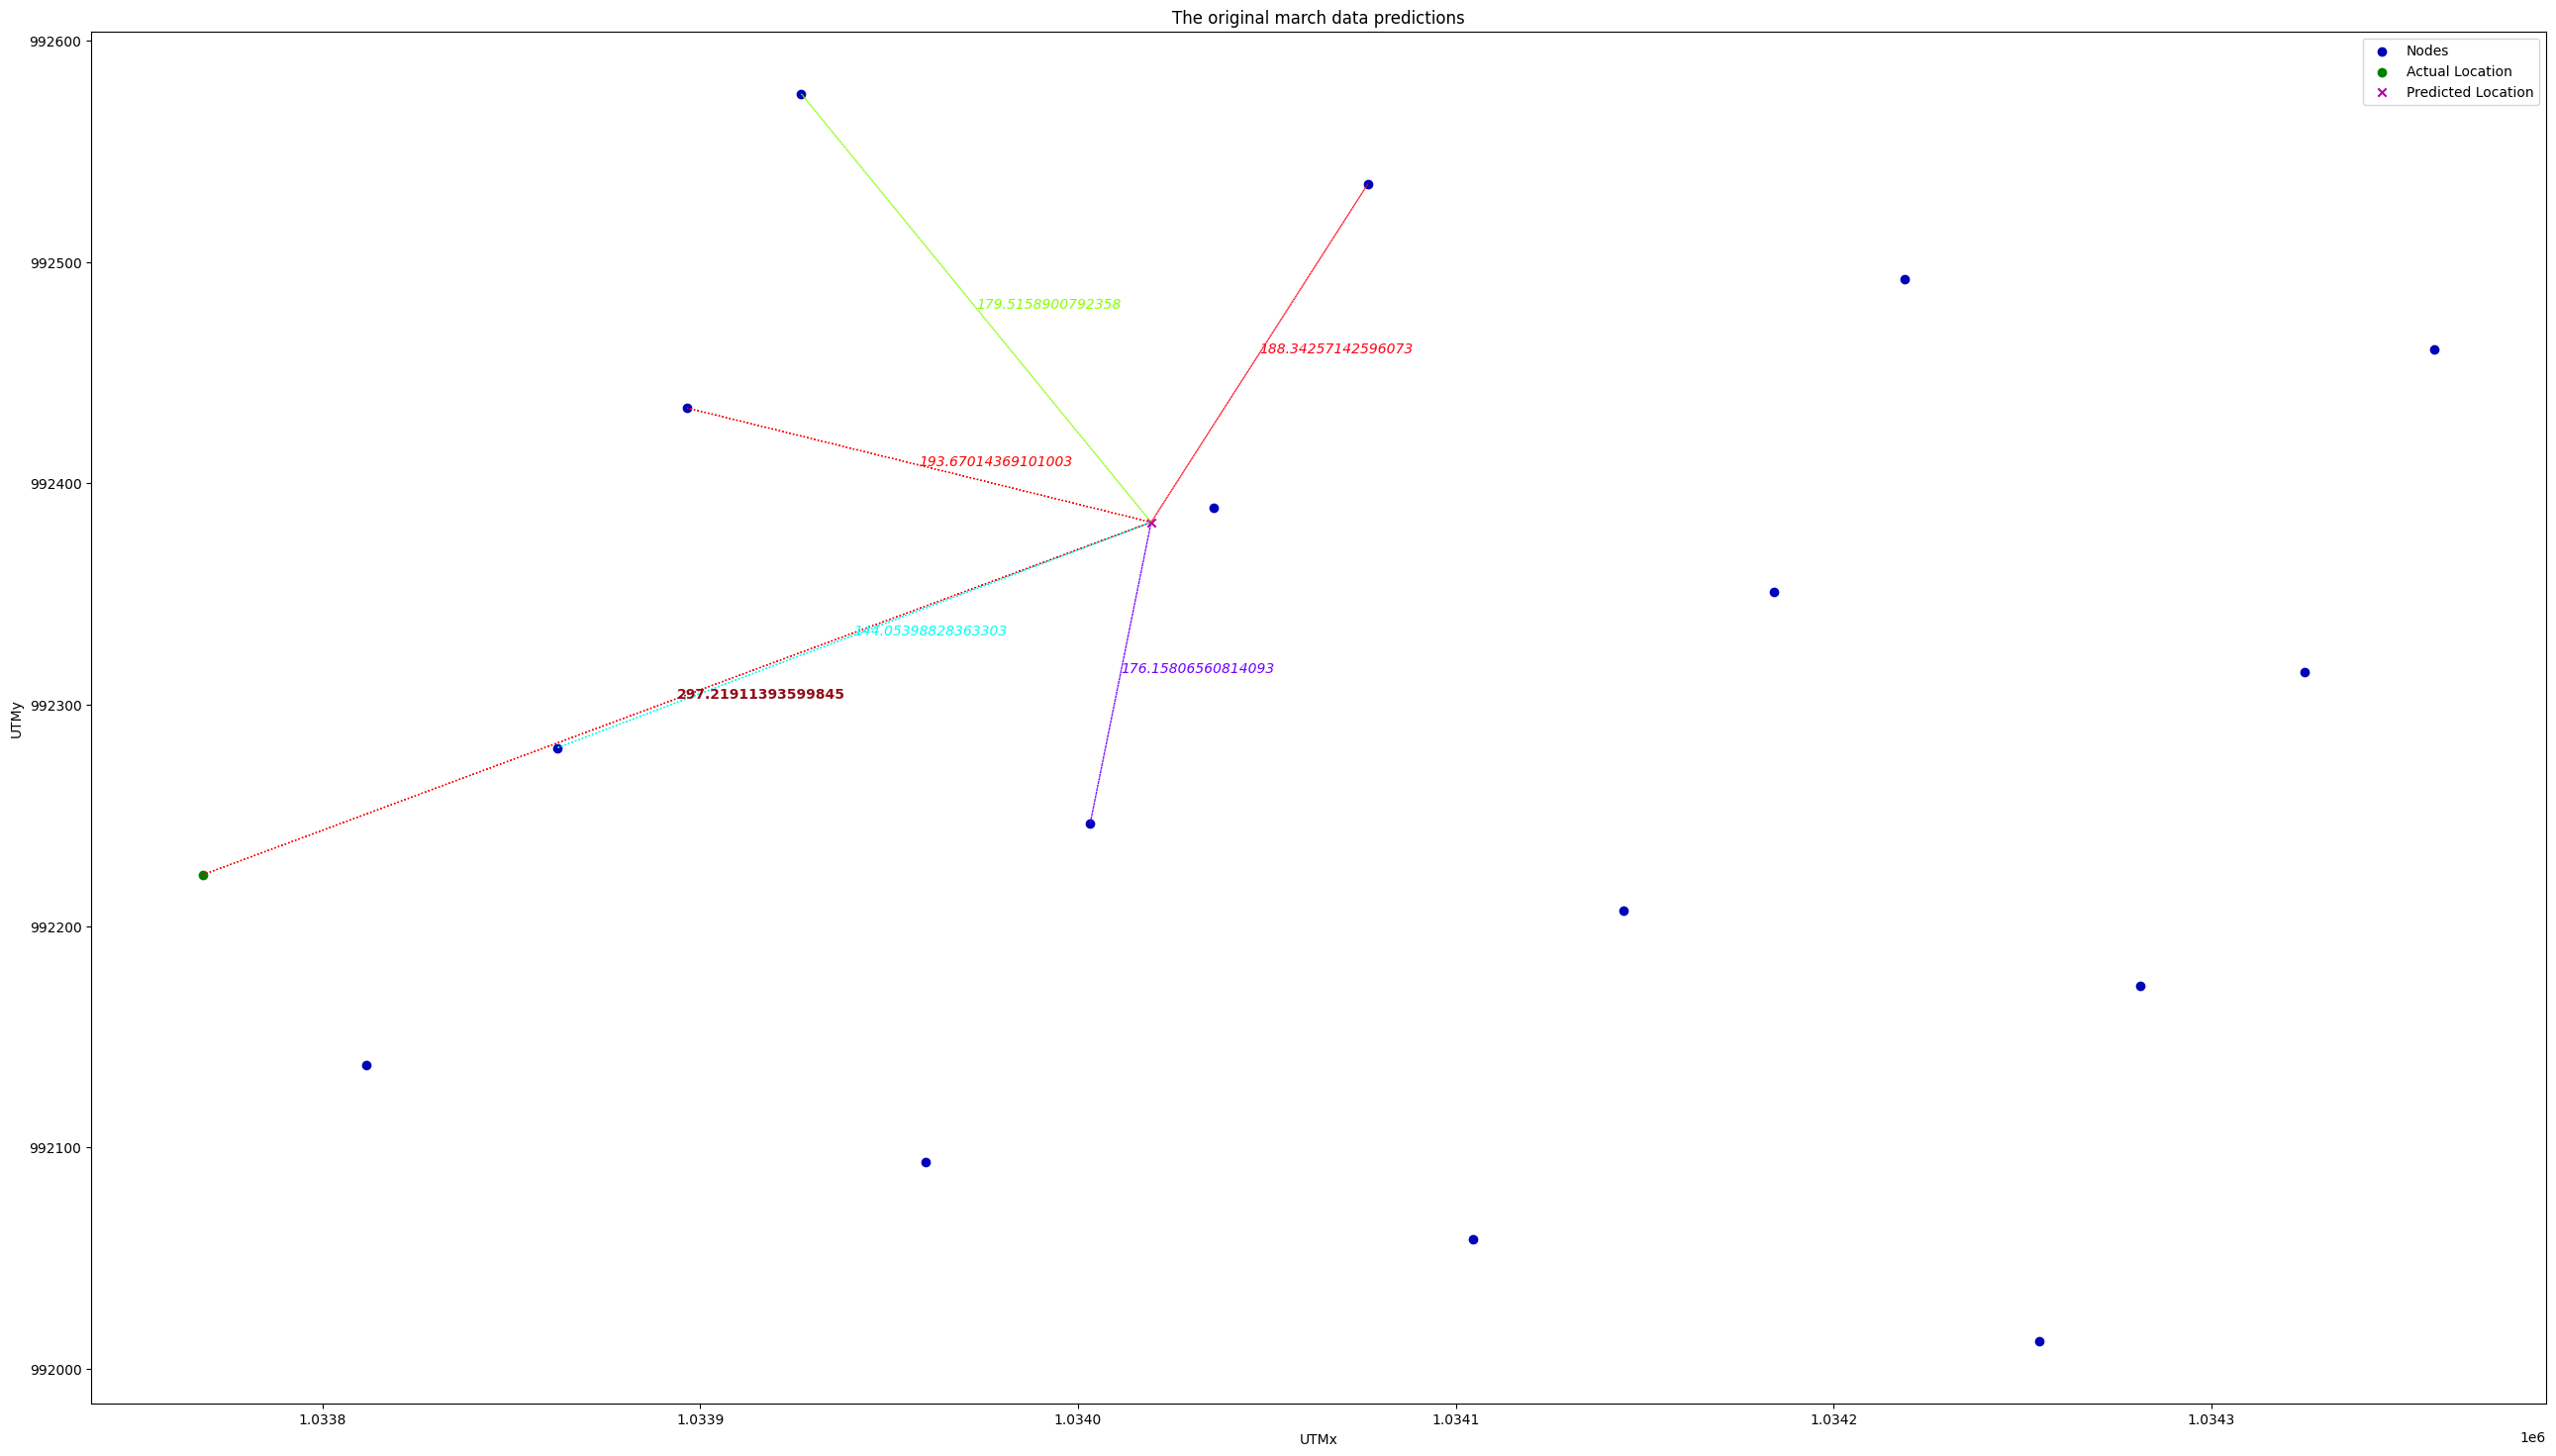 The original march data predictions
Nodes
Actual Location
Predicted Location
992600
992500
992400
992300
992200
992100
992000
UTMy
179.5158900792358
188.34257142596073
193.67014369101003
144.05398828363303
176.15806560814093
297.21911393599845
1.0338
1.0339
1.0340
1.0341
1.0342
1.0343
UTMx
1e6